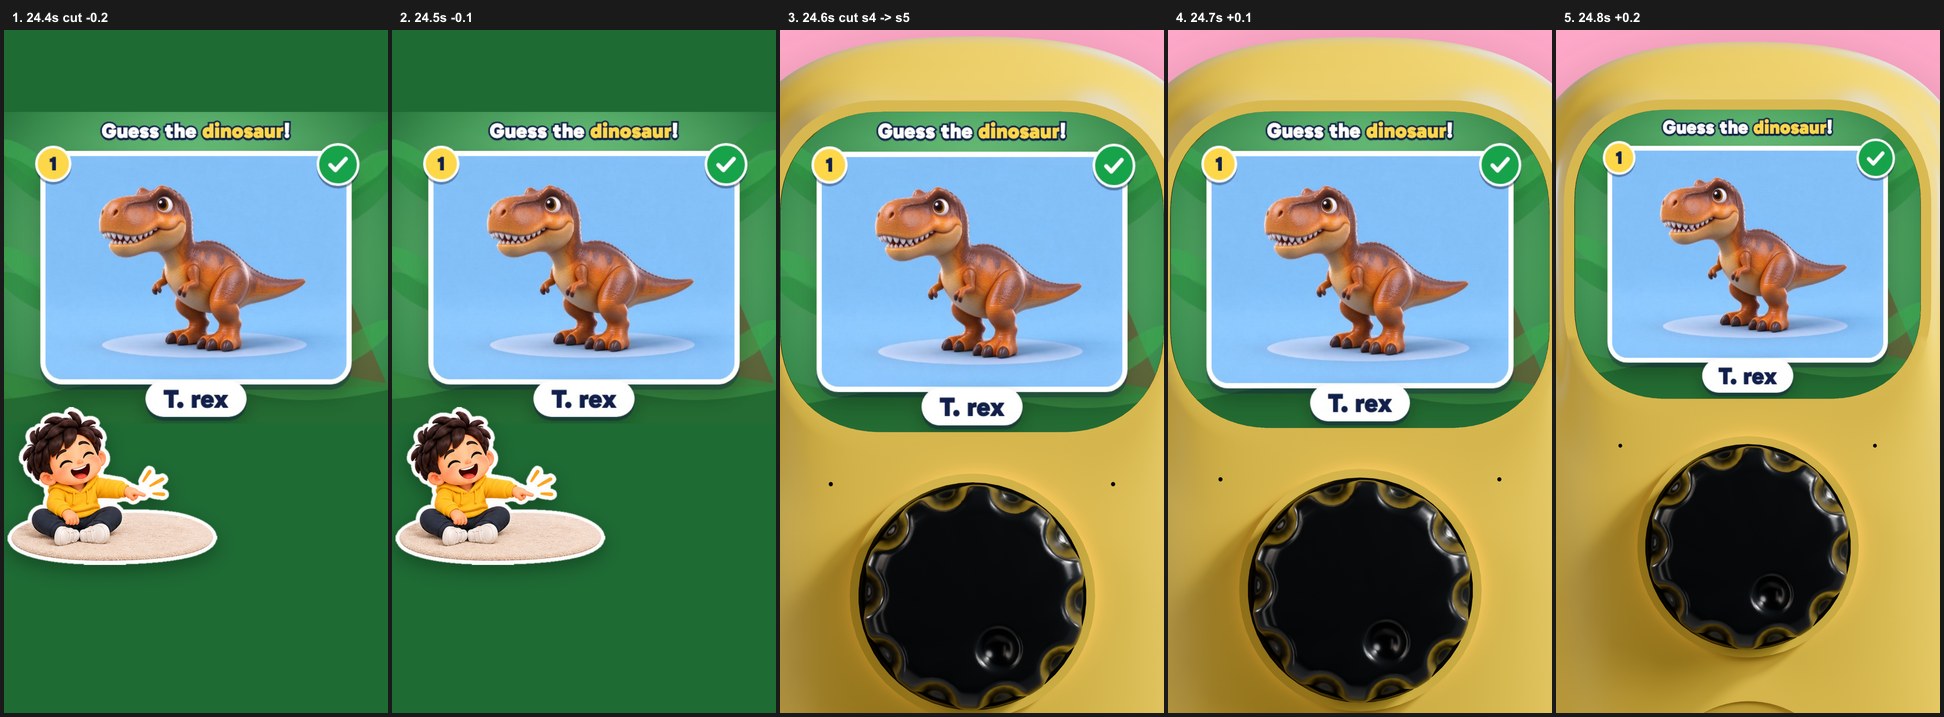 1. 24.4s cut -0.2
Guess the dinosaur!
1
T. rex
2. 24.5s -0.1
Guess the dinosaur!
1
T. rex
3. 24.6s cut s4 -> s5
Guess the dinosaur!
1
T. rex
4. 24.7s +0.1
Guess the dinosaur!
1
T. rex
5. 24.8s +0.2
Guess the dinosaur!
1
T. rex